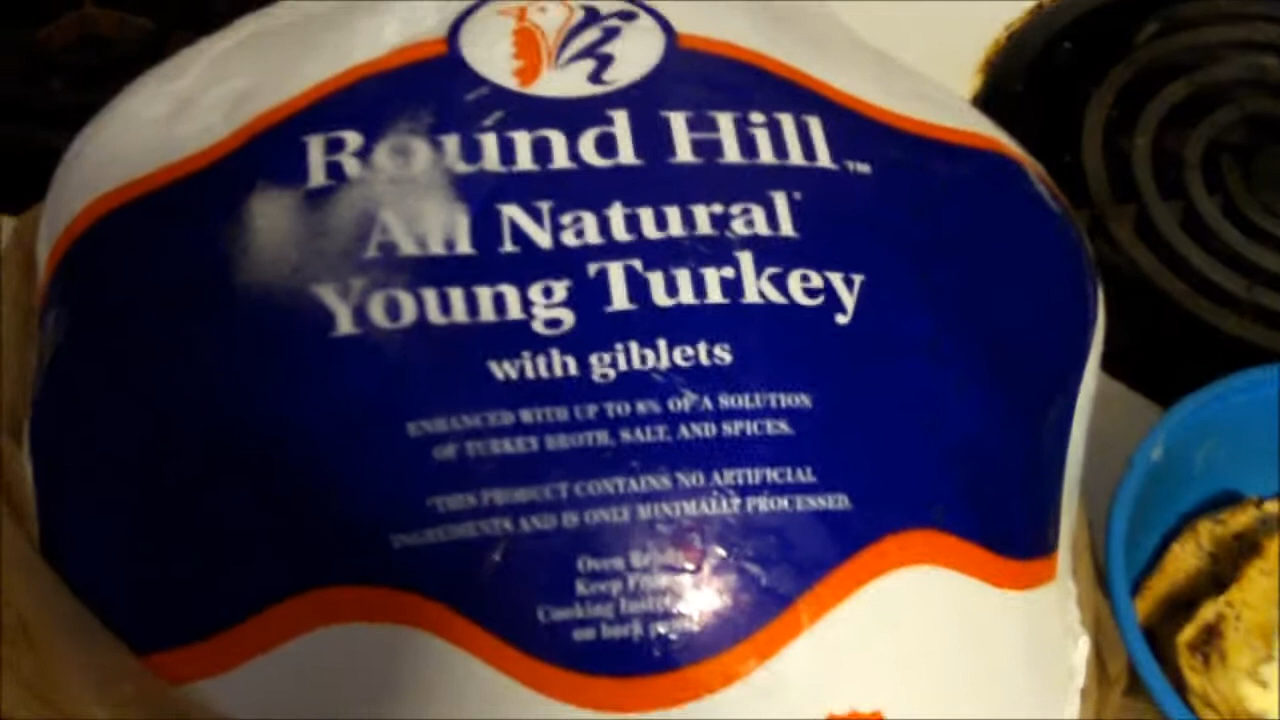 Round Hill™
All Natural*
Young Turkey
with giblets
ENHANCED WITH UP TO 8% OF A SOLUTION
OF TURKEY BROTH, SALT, AND SPICES.
*THIS PRODUCT CONTAINS NO ARTIFICIAL
INGREDIENTS AND IS ONLY MINIMALLY PROCESSED.
Oven
Keep
Cooking
on back